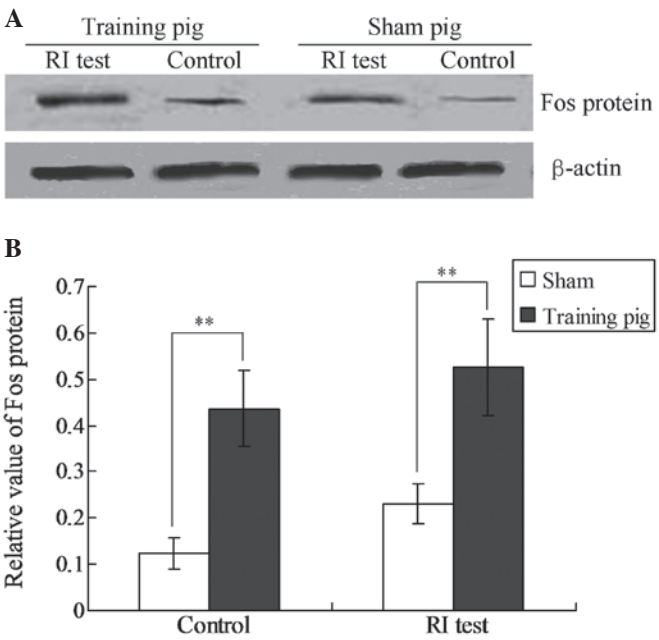 A
Training pig Sham pig
RI test Control RI test Control
Fos protein
β-actin
B
Relative value of Fos protein
0.7
0.6
0.5
0.4
0.3
0.2
0.1
0
**
**
Sham
Training pig
Control RI test